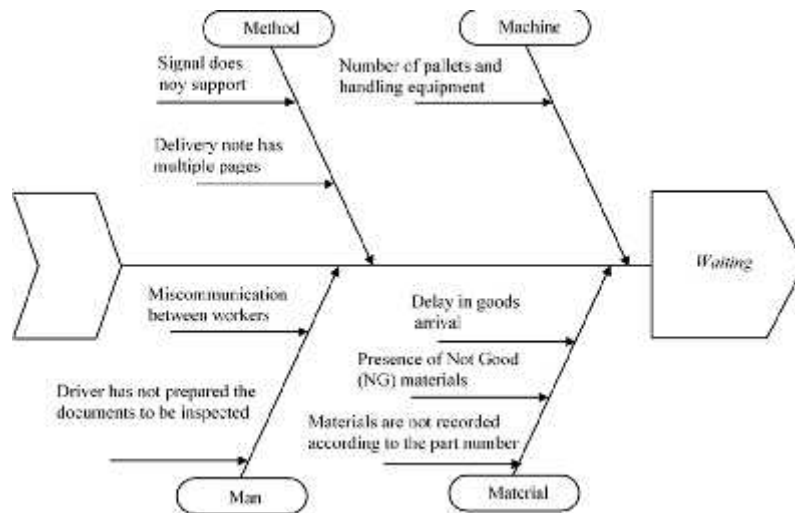 Method
Machine
Signal does
noy support
Number of pallets and
handling equipment
Delivery note has
multiple pages
Waiting
Miscommunication
between workers
Delay in goods
arrival
Presence of Not Good
(NG) materials
Driver has not prepared the
documents to be inspected
Materials are not recorded
according to the part number
Man
Material